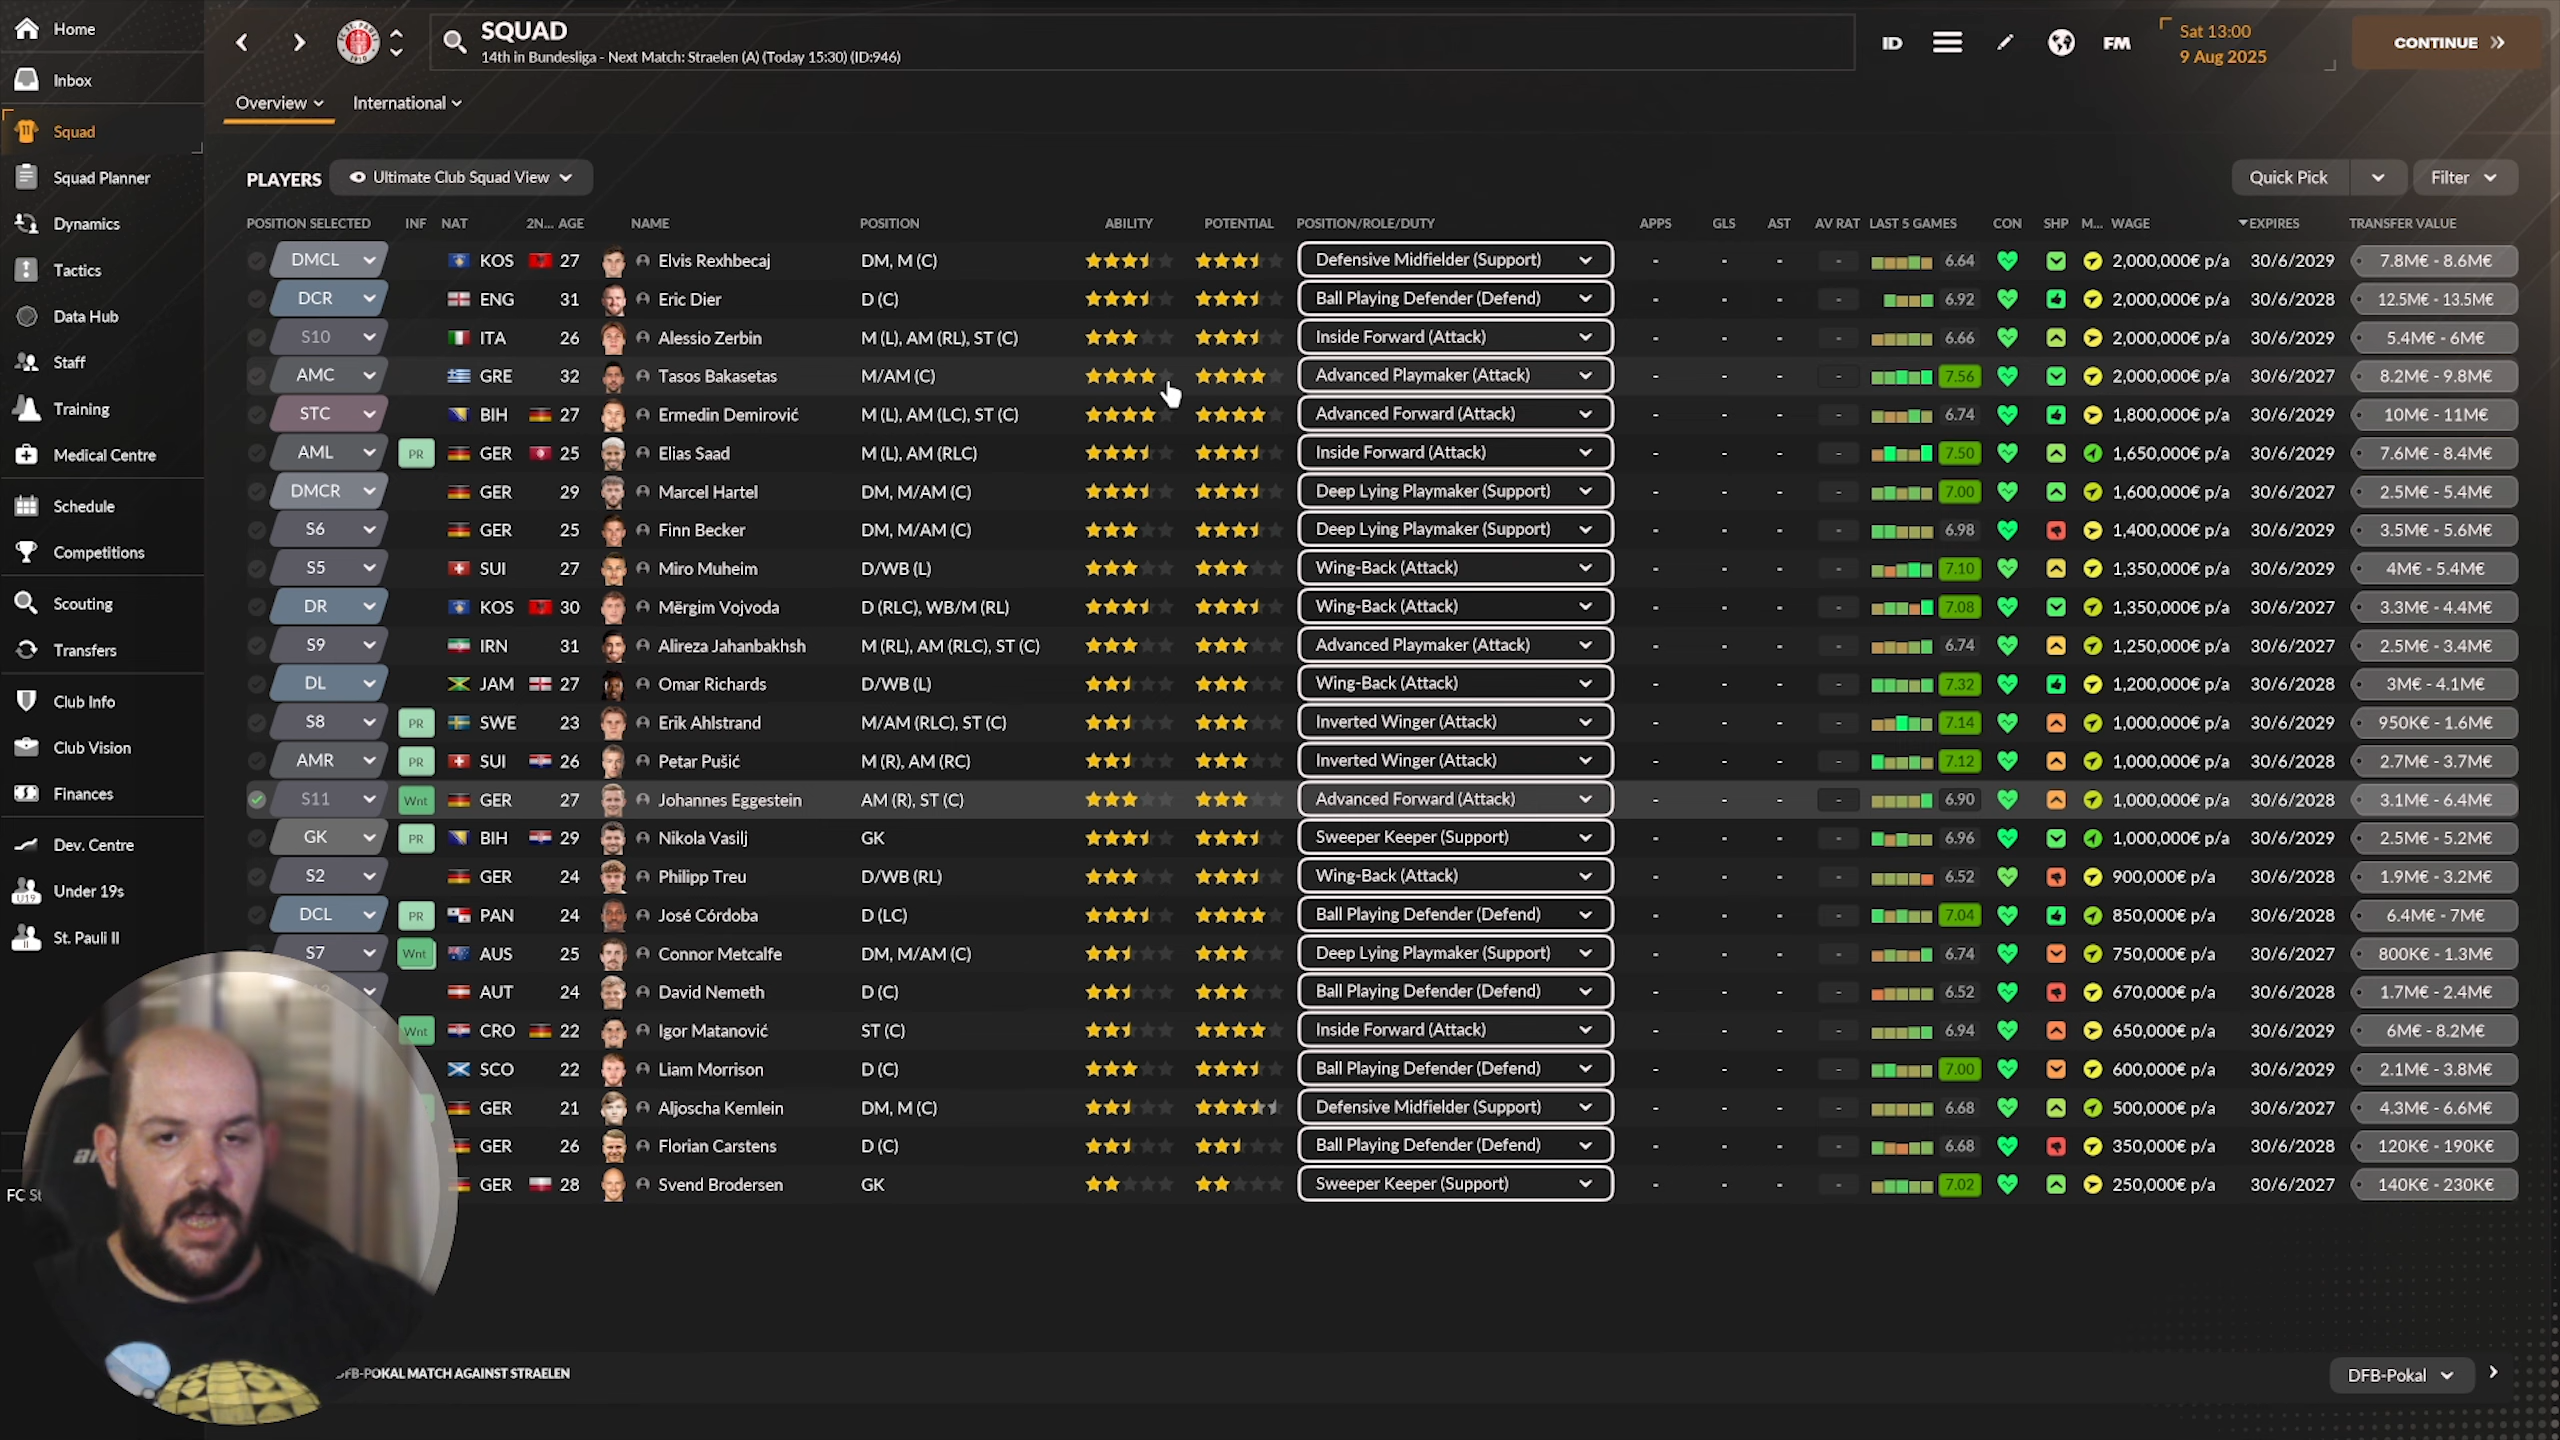 Home
SQUAD
14th in Bundesliga - Next Match: Straelen (A) (Today 15:30) (ID:946)
ID
FM
Sat 13:00
9 Aug 2025
CONTINUE
Inbox
Squad
Squad Planner
Dynamics
Tactics
Data Hub
Staff
Training
Medical Centre
Schedule
Competitions
Scouting
Transfers
Club Info
Club Vision
Finances
Dev. Centre
Under 19s
St. Pauli II
Overview International
PLAYERS Ultimate Club Squad View Quick Pick Filter
POSITION SELECTED INF NAT 2N... AGE NAME POSITION ABILITY POTENTIAL POSITION/ROLE/DUTY APPS GLS AST AV RAT LAST 5 GAMES CON SHP M... WAGE EXPIRES TRANSFER VALUE
DMCL KOS 27 Elvis Rexhbecaj DM, M (C) Defensive Midfielder (Support) - - - - 6.64 2,000,000€ p/a 30/6/2029 7.8M€ - 8.6M€
DCR ENG 31 Eric Dier D (C) Ball Playing Defender (Defend) - - - - 6.92 2,000,000€ p/a 30/6/2028 12.5M€ - 13.5M€
S10 ITA 26 Alessio Zerbin M (L), AM (RL), ST (C) Inside Forward (Attack) - - - - 6.66 2,000,000€ p/a 30/6/2029 5.4M€ - 6M€
AMC GRE 32 Tasos Bakasetas M/AM (C) Advanced Playmaker (Attack) - - - - 7.56 2,000,000€ p/a 30/6/2027 8.2M€ - 9.8M€
STC BIH 27 Ermedin Demirović M (L), AM (LC), ST (C) Advanced Forward (Attack) - - - - 6.74 1,800,000€ p/a 30/6/2029 10M€ - 11M€
AML PR GER 25 Elias Saad M (L), AM (RLC) Inside Forward (Attack) - - - - 7.50 1,650,000€ p/a 30/6/2029 7.6M€ - 8.4M€
DMCR GER 29 Marcel Hartel DM, M/AM (C) Deep Lying Playmaker (Support) - - - - 7.00 1,600,000€ p/a 30/6/2027 2.5M€ - 5.4M€
S6 GER 25 Finn Becker DM, M/AM (C) Deep Lying Playmaker (Support) - - - - 6.98 1,400,000€ p/a 30/6/2029 3.5M€ - 5.6M€
S5 SUI 27 Miro Muheim D/WB (L) Wing-Back (Attack) - - - - 7.10 1,350,000€ p/a 30/6/2029 4M€ - 5.4M€
DR KOS 30 Mërgim Vojvoda D (RLC), WB/M (RL) Wing-Back (Attack) - - - - 7.08 1,350,000€ p/a 30/6/2027 3.3M€ - 4.4M€
S9 IRN 31 Alireza Jahanbakhsh M (RL), AM (RLC), ST (C) Advanced Playmaker (Attack) - - - - 6.74 1,250,000€ p/a 30/6/2027 2.5M€ - 3.4M€
DL JAM 27 Omar Richards D/WB (L) Wing-Back (Attack) - - - - 7.32 1,200,000€ p/a 30/6/2028 3M€ - 4.1M€
S8 PR SWE 23 Erik Ahlstrand M/AM (RLC), ST (C) Inverted Winger (Attack) - - - - 7.14 1,000,000€ p/a 30/6/2029 950K€ - 1.6M€
AMR PR SUI 26 Petar Pušić M (R), AM (RC) Inverted Winger (Attack) - - - - 7.12 1,000,000€ p/a 30/6/2029 2.7M€ - 3.7M€
S11 Wnt GER 27 Johannes Eggestein AM (R), ST (C) Advanced Forward (Attack) - - - - 6.90 1,000,000€ p/a 30/6/2028 3.1M€ - 6.4M€
GK PR BIH 29 Nikola Vasilj GK Sweeper Keeper (Support) - - - - 6.96 1,000,000€ p/a 30/6/2029 2.5M€ - 5.2M€
S2 GER 24 Philipp Treu D/WB (RL) Wing-Back (Attack) - - - - 6.52 900,000€ p/a 30/6/2028 1.9M€ - 3.2M€
DCL PR PAN 24 José Córdoba D (LC) Ball Playing Defender (Defend) - - - - 7.04 850,000€ p/a 30/6/2028 6.4M€ - 7M€
S7 Wnt AUS 25 Connor Metcalfe DM, M/AM (C) Deep Lying Playmaker (Support) - - - - 6.74 750,000€ p/a 30/6/2027 800K€ - 1.3M€
AUT 24 David Nemeth D (C) Ball Playing Defender (Defend) - - - - 6.52 670,000€ p/a 30/6/2028 1.7M€ - 2.4M€
Wnt CRO 22 Igor Matanović ST (C) Inside Forward (Attack) - - - - 6.94 650,000€ p/a 30/6/2029 6M€ - 8.2M€
SCO 22 Liam Morrison D (C) Ball Playing Defender (Defend) - - - - 7.00 600,000€ p/a 30/6/2029 2.1M€ - 3.8M€
GER 21 Aljoscha Kemlein DM, M (C) Defensive Midfielder (Support) - - - - 6.68 500,000€ p/a 30/6/2027 4.3M€ - 6.6M€
GER 26 Florian Carstens D (C) Ball Playing Defender (Defend) - - - - 6.68 350,000€ p/a 30/6/2028 120K€ - 190K€
GER 28 Svend Brodersen GK Sweeper Keeper (Support) - - - - 7.02 250,000€ p/a 30/6/2027 140K€ - 230K€
FC St
DFB-POKAL MATCH AGAINST STRAELEN
DFB-Pokal